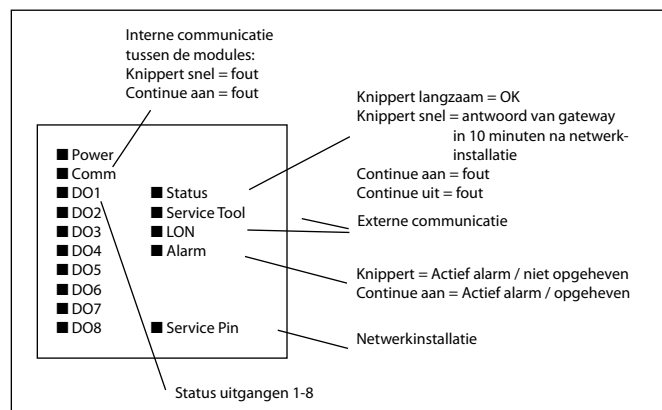 Interne communicatie
tussen de modules:
Knippert snel = fout
Continue aan = fout
Knippert langzaam = OK
Knippert snel = antwoord van gateway
in 10 minuten na netwerk-
installatie
Continue aan = fout
Continue uit = fout
Power
Comm
DO1
DO2
DO3
DO4
DO5
DO6
DO7
DO8
Status
Service Tool
LON
Alarm
Service Pin
Externe communicatie
Knippert = Actief alarm / niet opgeheven
Continue aan = Actief alarm / opgeheven
Netwerkinstallatie
Status uitgangen 1-8